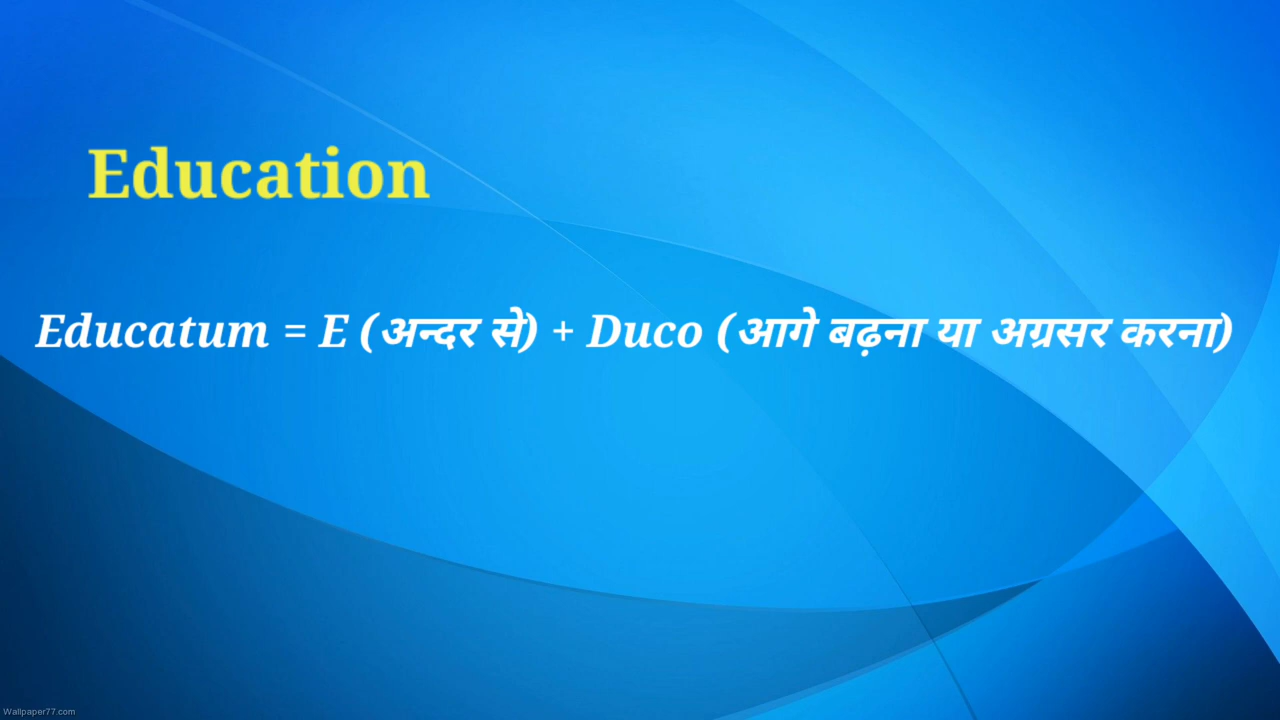 Education
Educatum = E (अन्दर से) + Duco (आगे बढ़ना या अग्रसर करना)
Wallpaper77.com